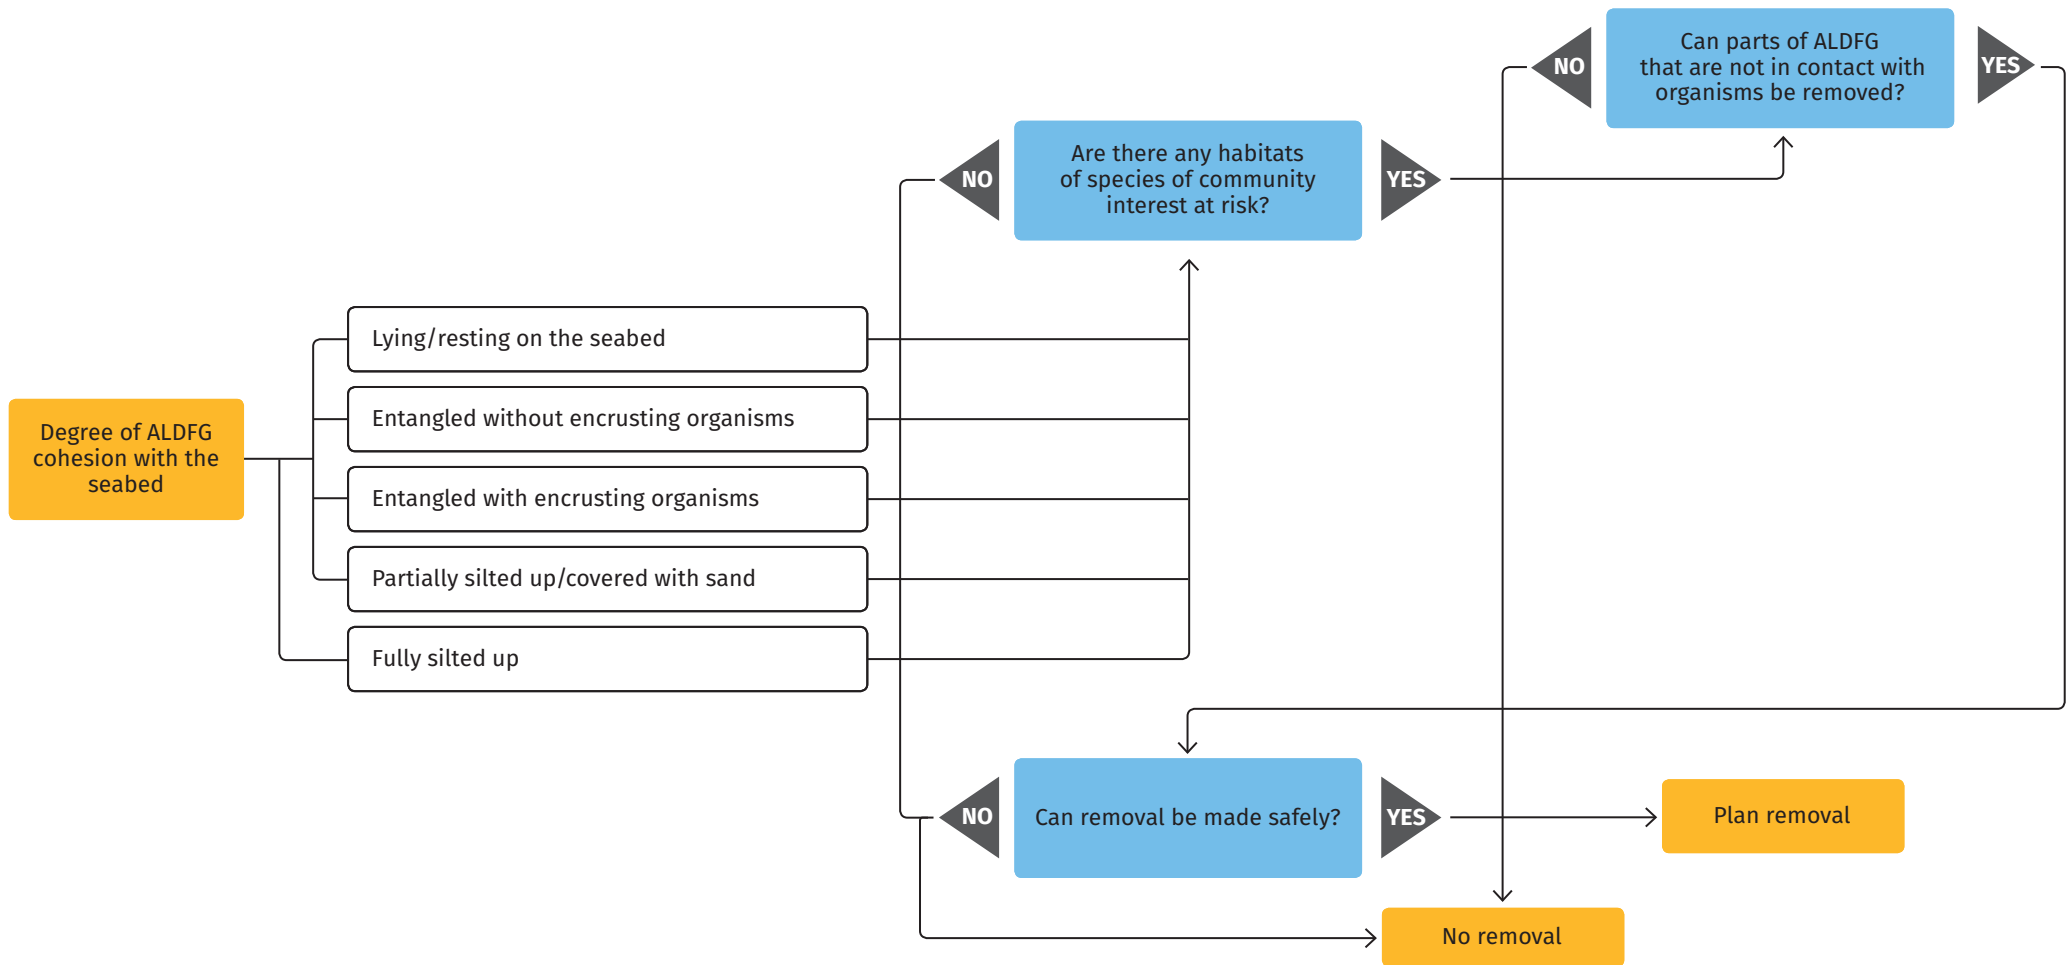 Can parts of ALDFG
that are not in contact with
organisms be removed?
NO
YES
Are there any habitats
of species of community
interest at risk?
NO
YES
Lying/resting on the seabed
Entangled without encrusting organisms
Entangled with encrusting organisms
Partially silted up/covered with sand
Fully silted up
Degree of ALDFG
cohesion with the
seabed
NO
Can removal be made safely?
YES
Plan removal
No removal